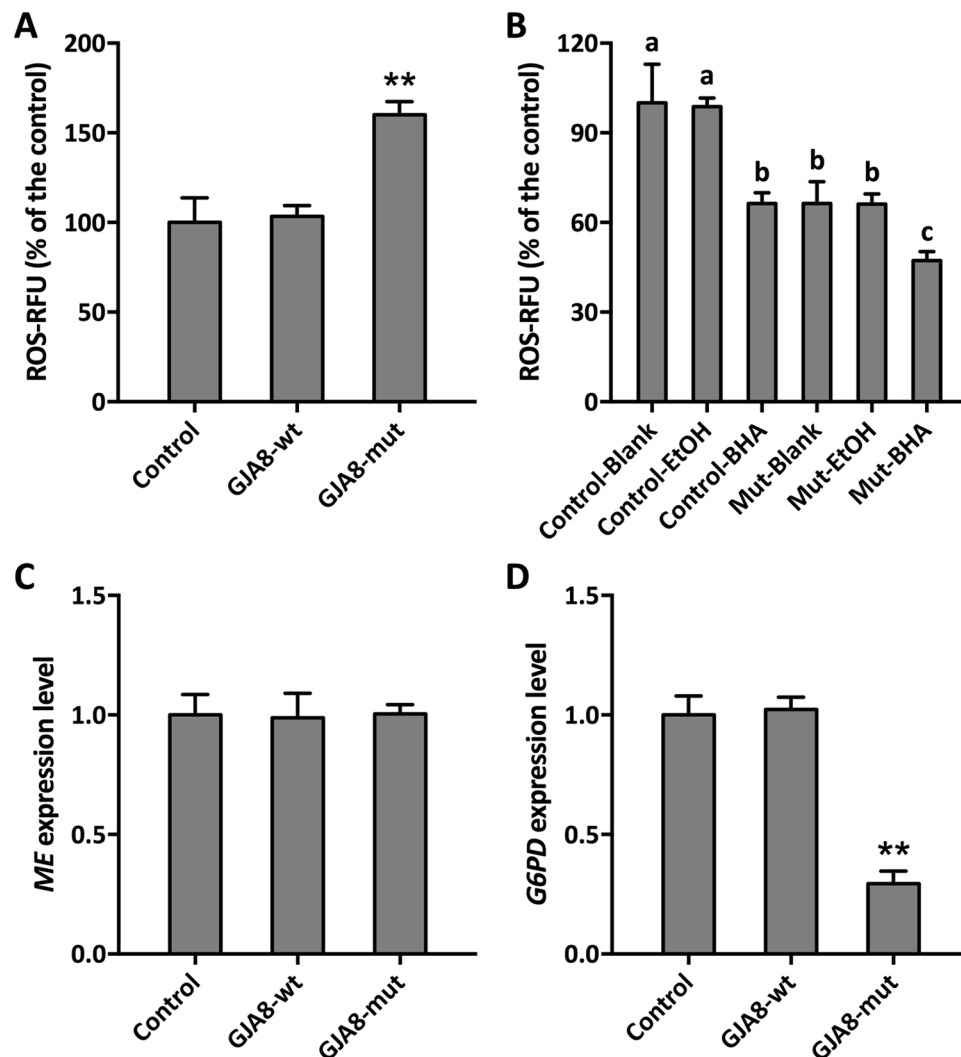 A
ROS-RFU (% of the control)
200
150
100
50
0
**
Control
GJA8-wt
GJA8-mut
B
ROS-RFU (% of the control)
120
90
60
30
0
a
a
b
b
b
c
Control-Blank
Control-EtOH
Control-BHA
Mut-Blank
Mut-EtOH
Mut-BHA
C
ME expression level
1.5
1.0
0.5
0.0
Control
GJA8-wt
GJA8-mut
D
G6PD expression level
1.5
1.0
0.5
0.0
**
Control
GJA8-wt
GJA8-mut